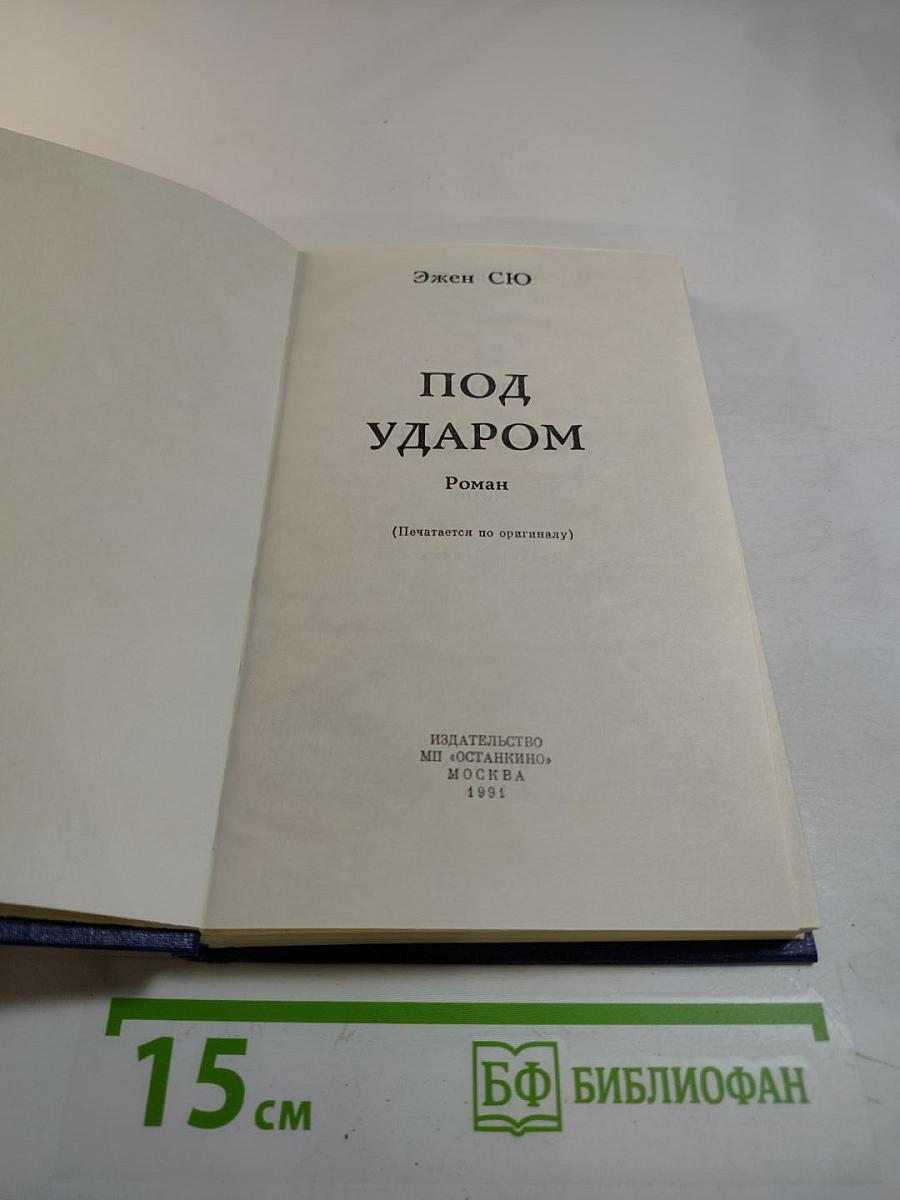 Эжен СЮ
ПОД
УДАРОМ
Роман
(Печатается по оригиналу)
ИЗДАТЕЛЬСТВО
МП «ОСТАНКИНО»
МОСКВА
1991
15 см
БФ БИБЛИОФАН